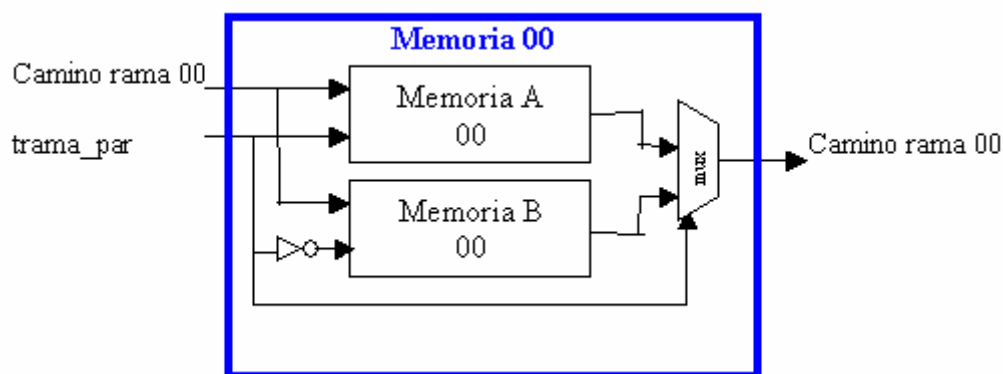 Memoria 00
Camino rama 00
trama_par
Memoria A
00
Memoria B
00
mux
Camino rama 00